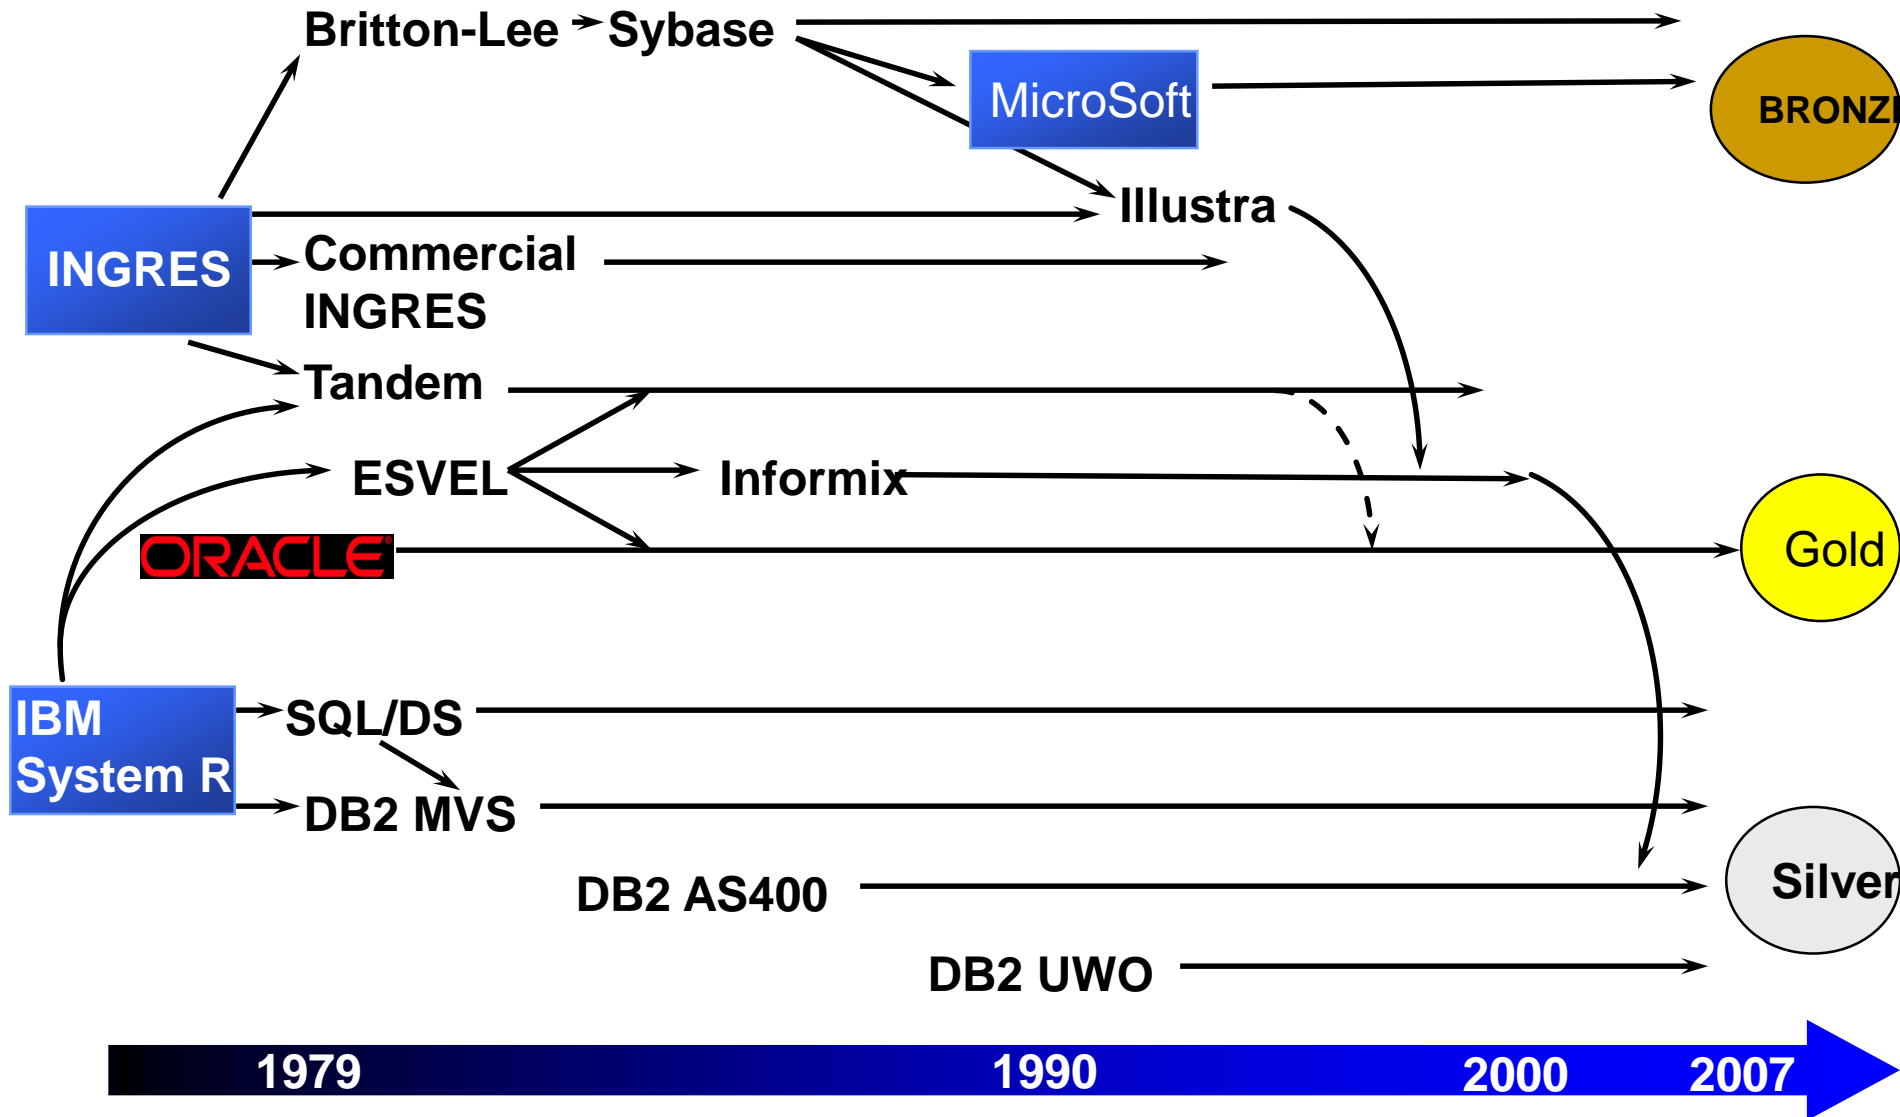 Britton-Lee
Sybase
MicroSoft
BRONZE
Illustra
INGRES
Commercial
INGRES
Tandem
ESVEL
Informix
ORACLE®
Gold
IBM
System R
SQL/DS
DB2 MVS
DB2 AS400
Silver
DB2 UWO
1979
1990
2000
2007